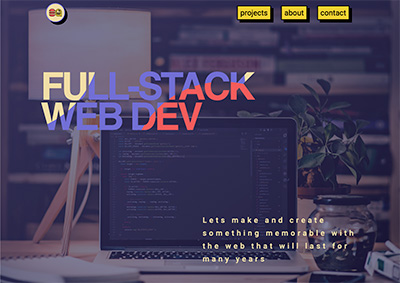 projects about contact
FULL-STACK
WEB DEV
Lets make and create
something memorable with
the web that will last for
many years